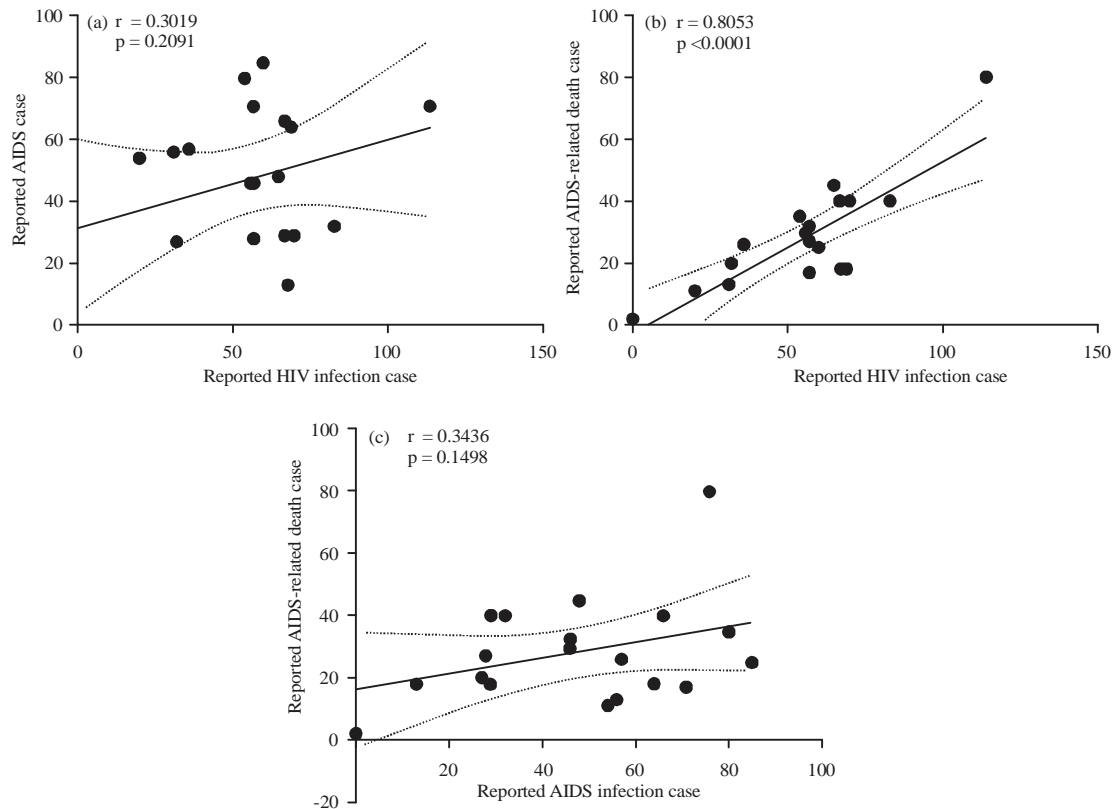 (a) r = 0.3019
p = 0.2091
100
80
60
40
20
0
Reported AIDS case
0 50 100 150
Reported HIV infection case
(b) r = 0.8053
p <0.0001
100
80
60
40
20
0
Reported AIDS-related death case
0 50 100 150
Reported HIV infection case
(c) r = 0.3436
p = 0.1498
100
80
60
40
20
0
-20
Reported AIDS-related death case
20 40 60 80 100
Reported AIDS infection case